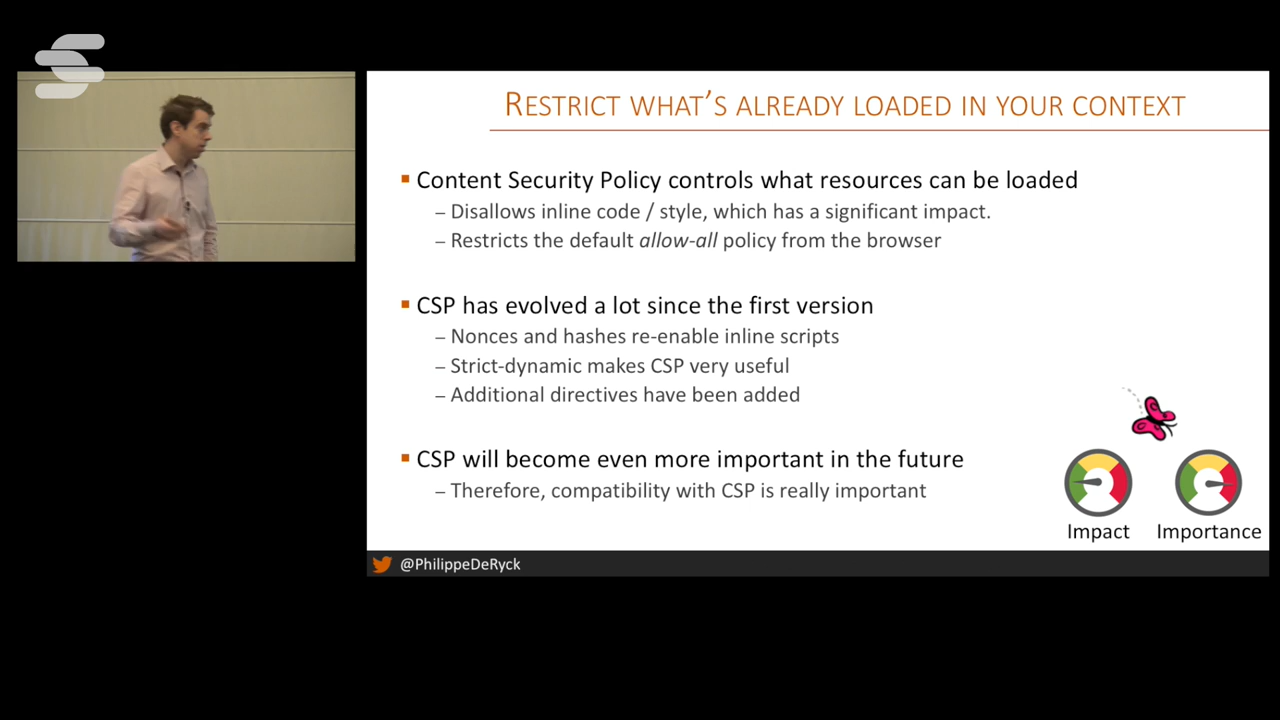 RESTRICT WHAT'S ALREADY LOADED IN YOUR CONTEXT
▪ Content Security Policy controls what resources can be loaded
– Disallows inline code / style, which has a significant impact.
– Restricts the default allow-all policy from the browser
▪ CSP has evolved a lot since the first version
– Nonces and hashes re-enable inline scripts
– Strict-dynamic makes CSP very useful
– Additional directives have been added
▪ CSP will become even more important in the future
– Therefore, compatibility with CSP is really important
Impact
Importance
@PhilippeDeRyck